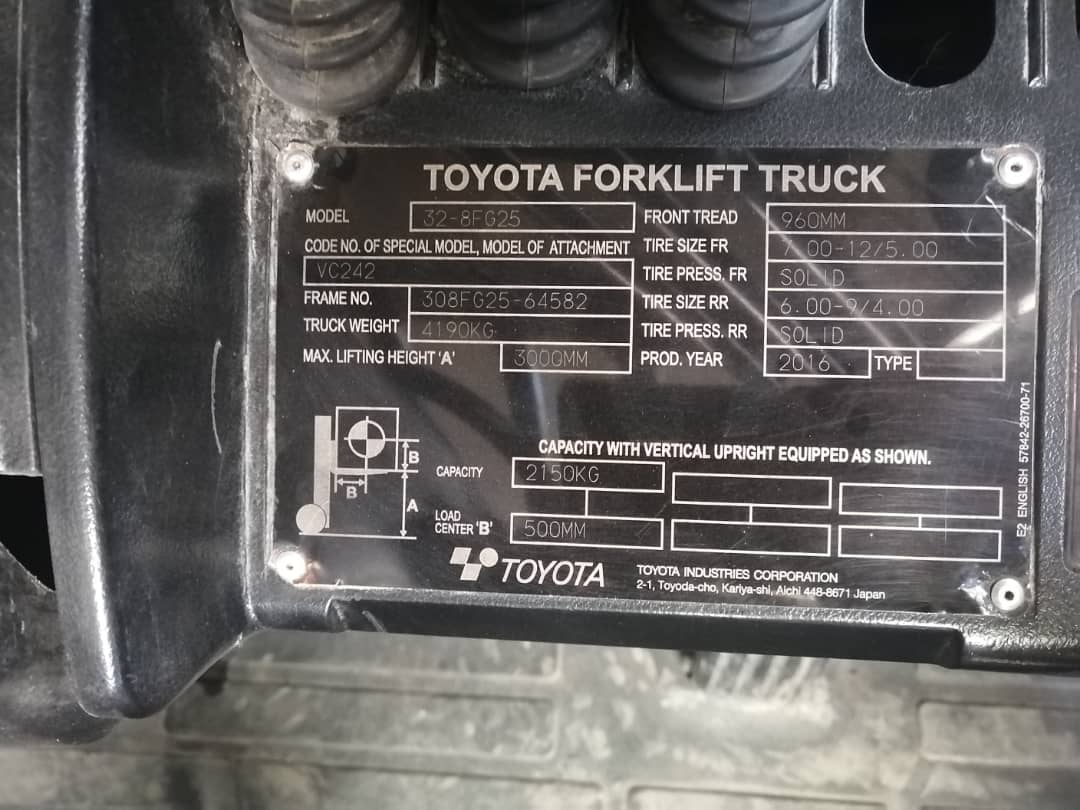 TOYOTA FORKLIFT TRUCK
MODEL 32-8FG25
CODE NO. OF SPECIAL MODEL, MODEL OF ATTACHMENT
VC242
FRAME NO. 308FG25-64582
TRUCK WEIGHT 4190KG
MAX. LIFTING HEIGHT 'A' 3000MM
FRONT TREAD 960MM
TIRE SIZE FR 7.00-12/5.00
TIRE PRESS. FR SOLID
TIRE SIZE RR 6.00-9/4.00
TIRE PRESS. RR SOLID
PROD. YEAR 2016 TYPE
B
B
A
CAPACITY WITH VERTICAL UPRIGHT EQUIPPED AS SHOWN.
CAPACITY 2150KG
LOAD
CENTER 'B' 500MM
TOYOTA
TOYOTA INDUSTRIES CORPORATION
2-1, Toyoda-cho, Kariya-shi, Aichi 448-8671 Japan
E2 ENGLISH 57842-26700-71